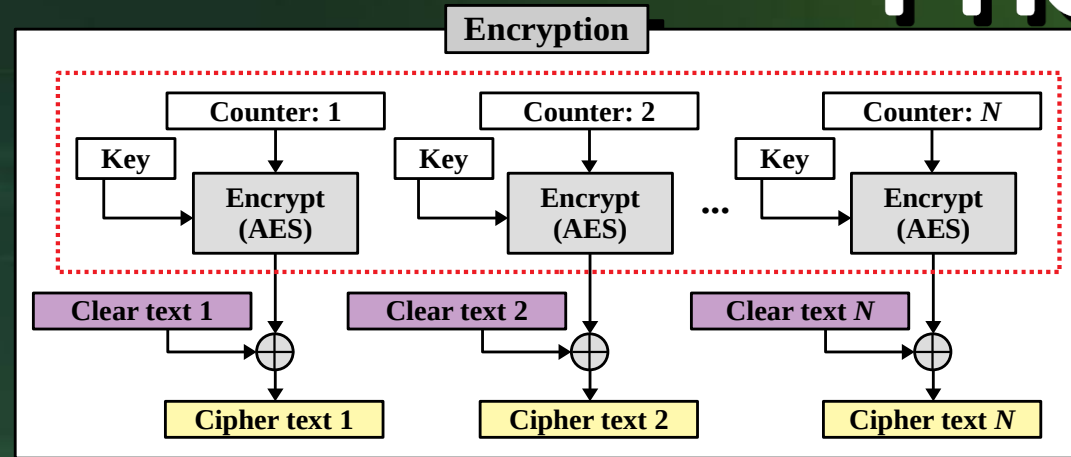 Encryption
Counter: 1 Counter: 2 Counter: N
Key Key Key
Encrypt Encrypt Encrypt
(AES) (AES) ... (AES)
Clear text 1 Clear text 2 Clear text N
Cipher text 1 Cipher text 2 Cipher text N